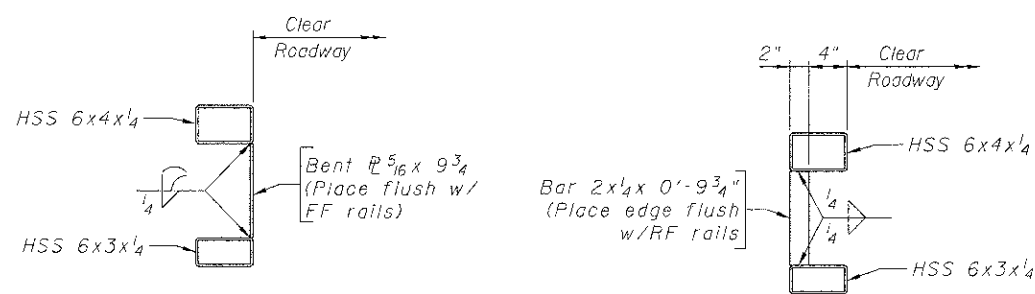 Clear
Roadway
HSS 6x4x1/4
Bent ℄ 5/16 x 9 3/4
(Place flush w/
FF rails)
1/4
HSS 6x3x1/4
2"
4"
Clear
Roadway
HSS 6x4x1/4
Bar 2x1/4x 0'-9 3/4"
(Place edge flush
w/RF rails
1/4
1/4
HSS 6x3x1/4